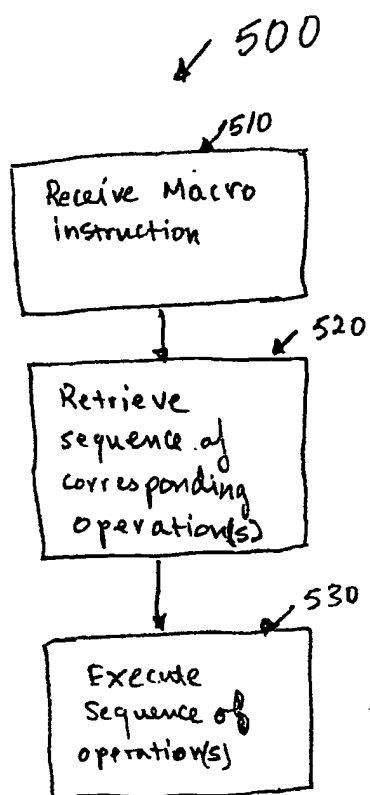 500
510
Receive Macro
instruction
520
Retrieve
sequence of
corresponding
operation(s)
530
Execute
Sequence of
operation(s)